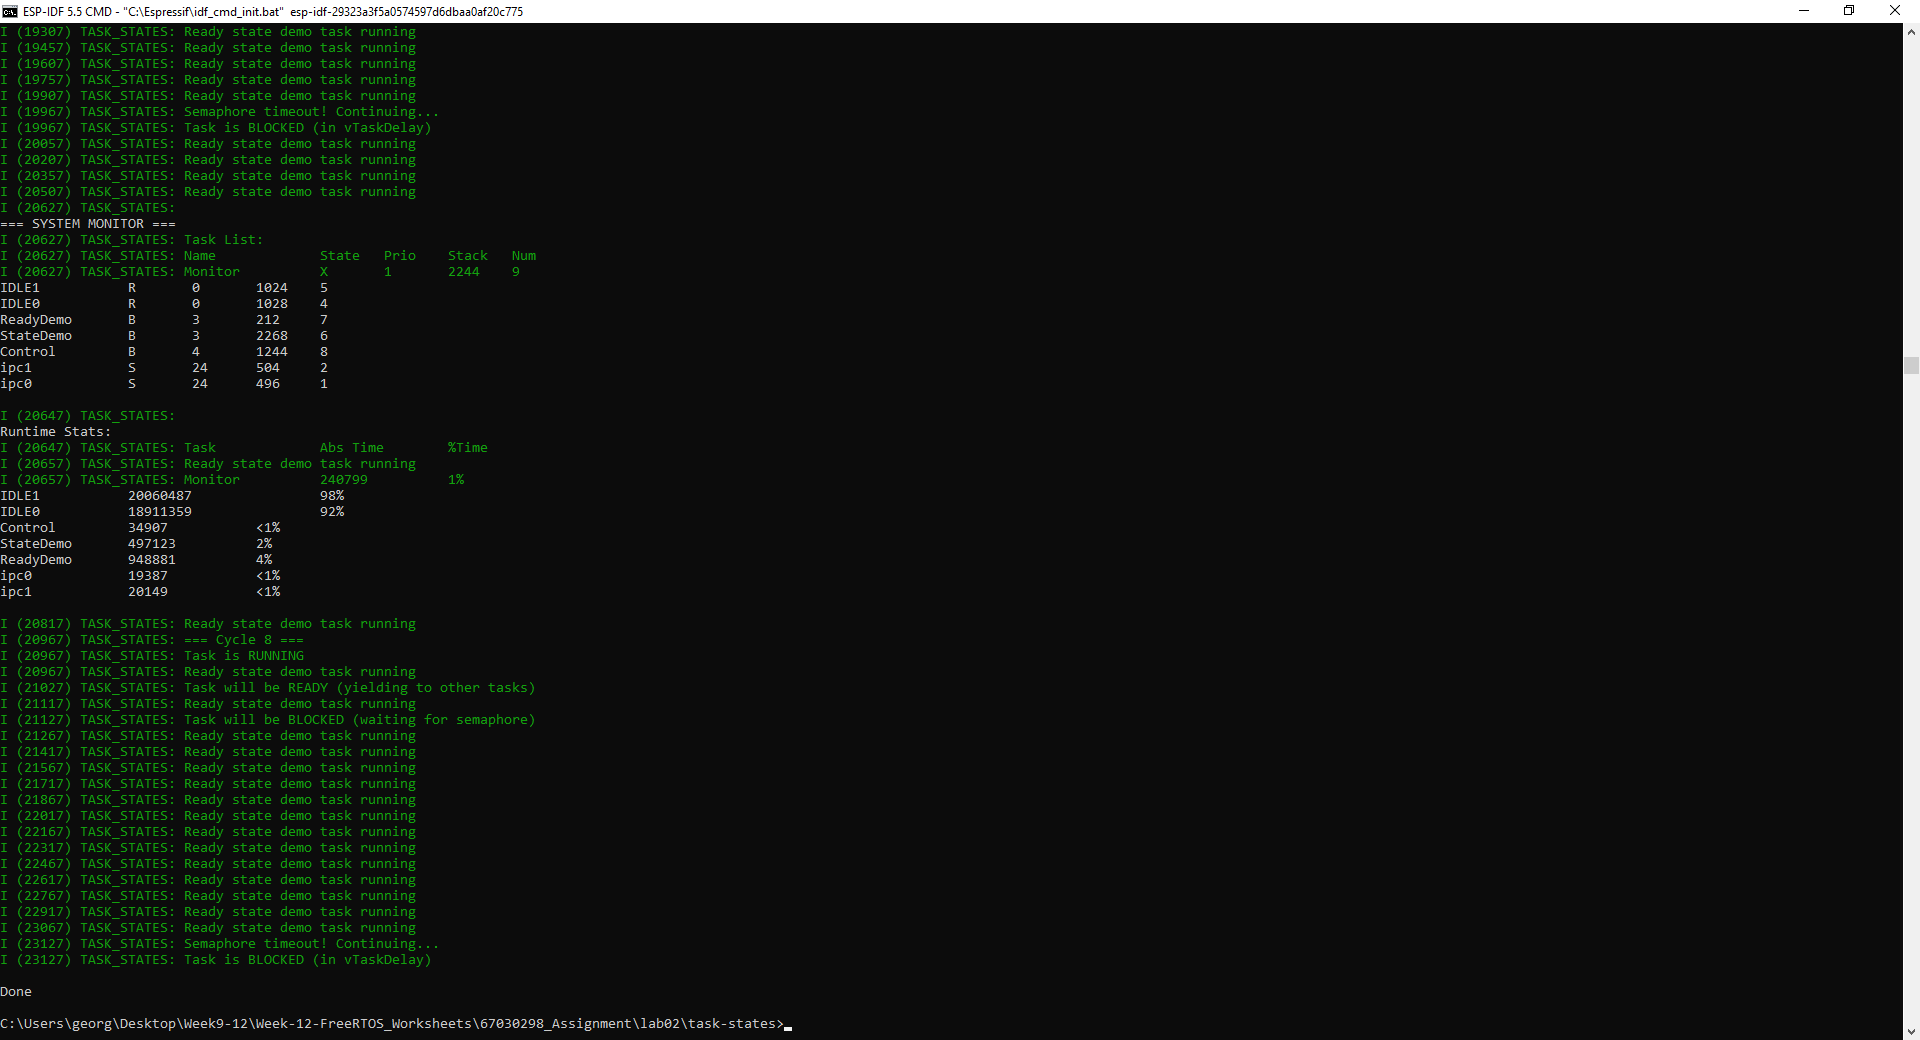 ESP-IDF 5.5 CMD - "C:\Espressif\idf_cmd_init.bat" esp-idf-29323a3f5a0574597d6dbaa0af20c775
I (19307) TASK_STATES: Ready state demo task running
I (19457) TASK_STATES: Ready state demo task running
I (19607) TASK_STATES: Ready state demo task running
I (19757) TASK_STATES: Ready state demo task running
I (19907) TASK_STATES: Ready state demo task running
I (19967) TASK_STATES: Semaphore timeout! Continuing...
I (19967) TASK_STATES: Task is BLOCKED (in vTaskDelay)
I (20057) TASK_STATES: Ready state demo task running
I (20207) TASK_STATES: Ready state demo task running
I (20357) TASK_STATES: Ready state demo task running
I (20507) TASK_STATES: Ready state demo task running
I (20627) TASK_STATES:
=== SYSTEM MONITOR ===
I (20627) TASK_STATES: Task List:
I (20627) TASK_STATES: Name State Prio Stack Num
I (20627) TASK_STATES: Monitor X 1 2244 9
IDLE1 R 0 1024 5
IDLE0 R 0 1028 4
ReadyDemo B 3 212 7
StateDemo B 3 2268 6
Control B 4 1244 8
ipc1 S 24 504 2
ipc0 S 24 496 1
I (20647) TASK_STATES:
Runtime Stats:
I (20647) TASK_STATES: Task Abs Time %Time
I (20657) TASK_STATES: Ready state demo task running
I (20657) TASK_STATES: Monitor 240799 1%
IDLE1 20060487 98%
IDLE0 18911359 92%
Control 34907 <1%
StateDemo 497123 2%
ReadyDemo 948881 4%
ipc0 19387 <1%
ipc1 20149 <1%
I (20817) TASK_STATES: Ready state demo task running
I (20967) TASK_STATES: === Cycle 8 ===
I (20967) TASK_STATES: Task is RUNNING
I (20967) TASK_STATES: Ready state demo task running
I (21027) TASK_STATES: Task will be READY (yielding to other tasks)
I (21117) TASK_STATES: Ready state demo task running
I (21127) TASK_STATES: Task will be BLOCKED (waiting for semaphore)
I (21267) TASK_STATES: Ready state demo task running
I (21417) TASK_STATES: Ready state demo task running
I (21567) TASK_STATES: Ready state demo task running
I (21717) TASK_STATES: Ready state demo task running
I (21867) TASK_STATES: Ready state demo task running
I (22017) TASK_STATES: Ready state demo task running
I (22167) TASK_STATES: Ready state demo task running
I (22317) TASK_STATES: Ready state demo task running
I (22467) TASK_STATES: Ready state demo task running
I (22617) TASK_STATES: Ready state demo task running
I (22767) TASK_STATES: Ready state demo task running
I (22917) TASK_STATES: Ready state demo task running
I (23067) TASK_STATES: Ready state demo task running
I (23127) TASK_STATES: Semaphore timeout! Continuing...
I (23127) TASK_STATES: Task is BLOCKED (in vTaskDelay)
Done
C:\Users\georg\Desktop\Week9-12\Week-12-FreeRTOS_Worksheets\67030298_Assignment\lab02\task-states>